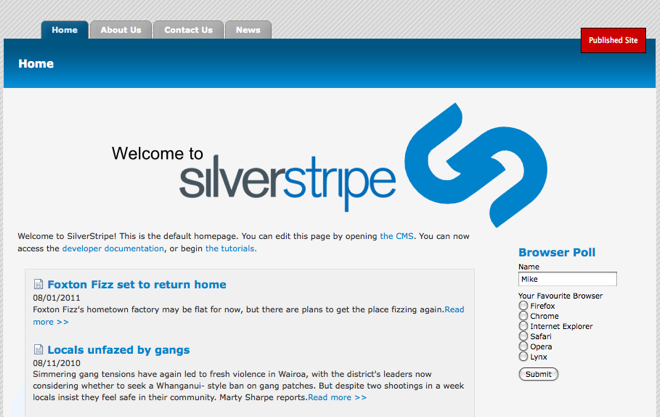 Home
About Us
Contact Us
News
Published Site
Home
Welcome to
silverstripe
Welcome to SilverStripe! This is the default homepage. You can edit this page by opening the CMS. You can now
access the developer documentation, or begin the tutorials.
Foxton Fizz set to return home
08/01/2011
Foxton Fizz's hometown factory may be flat for now, but there are plans to get the place fizzing again.Read
more >>
Locals unfazed by gangs
08/11/2010
Simmering gang tensions have again led to fresh violence in Wairoa, with the district's leaders now
considering whether to seek a Whanganui- style ban on gang patches. But despite two shootings in a week
locals insist they feel safe in their community. Marty Sharpe reports.Read more >>
Browser Poll
Name
Mike
Your Favourite Browser
Firefox
Chrome
Internet Explorer
Safari
Opera
Lynx
Submit